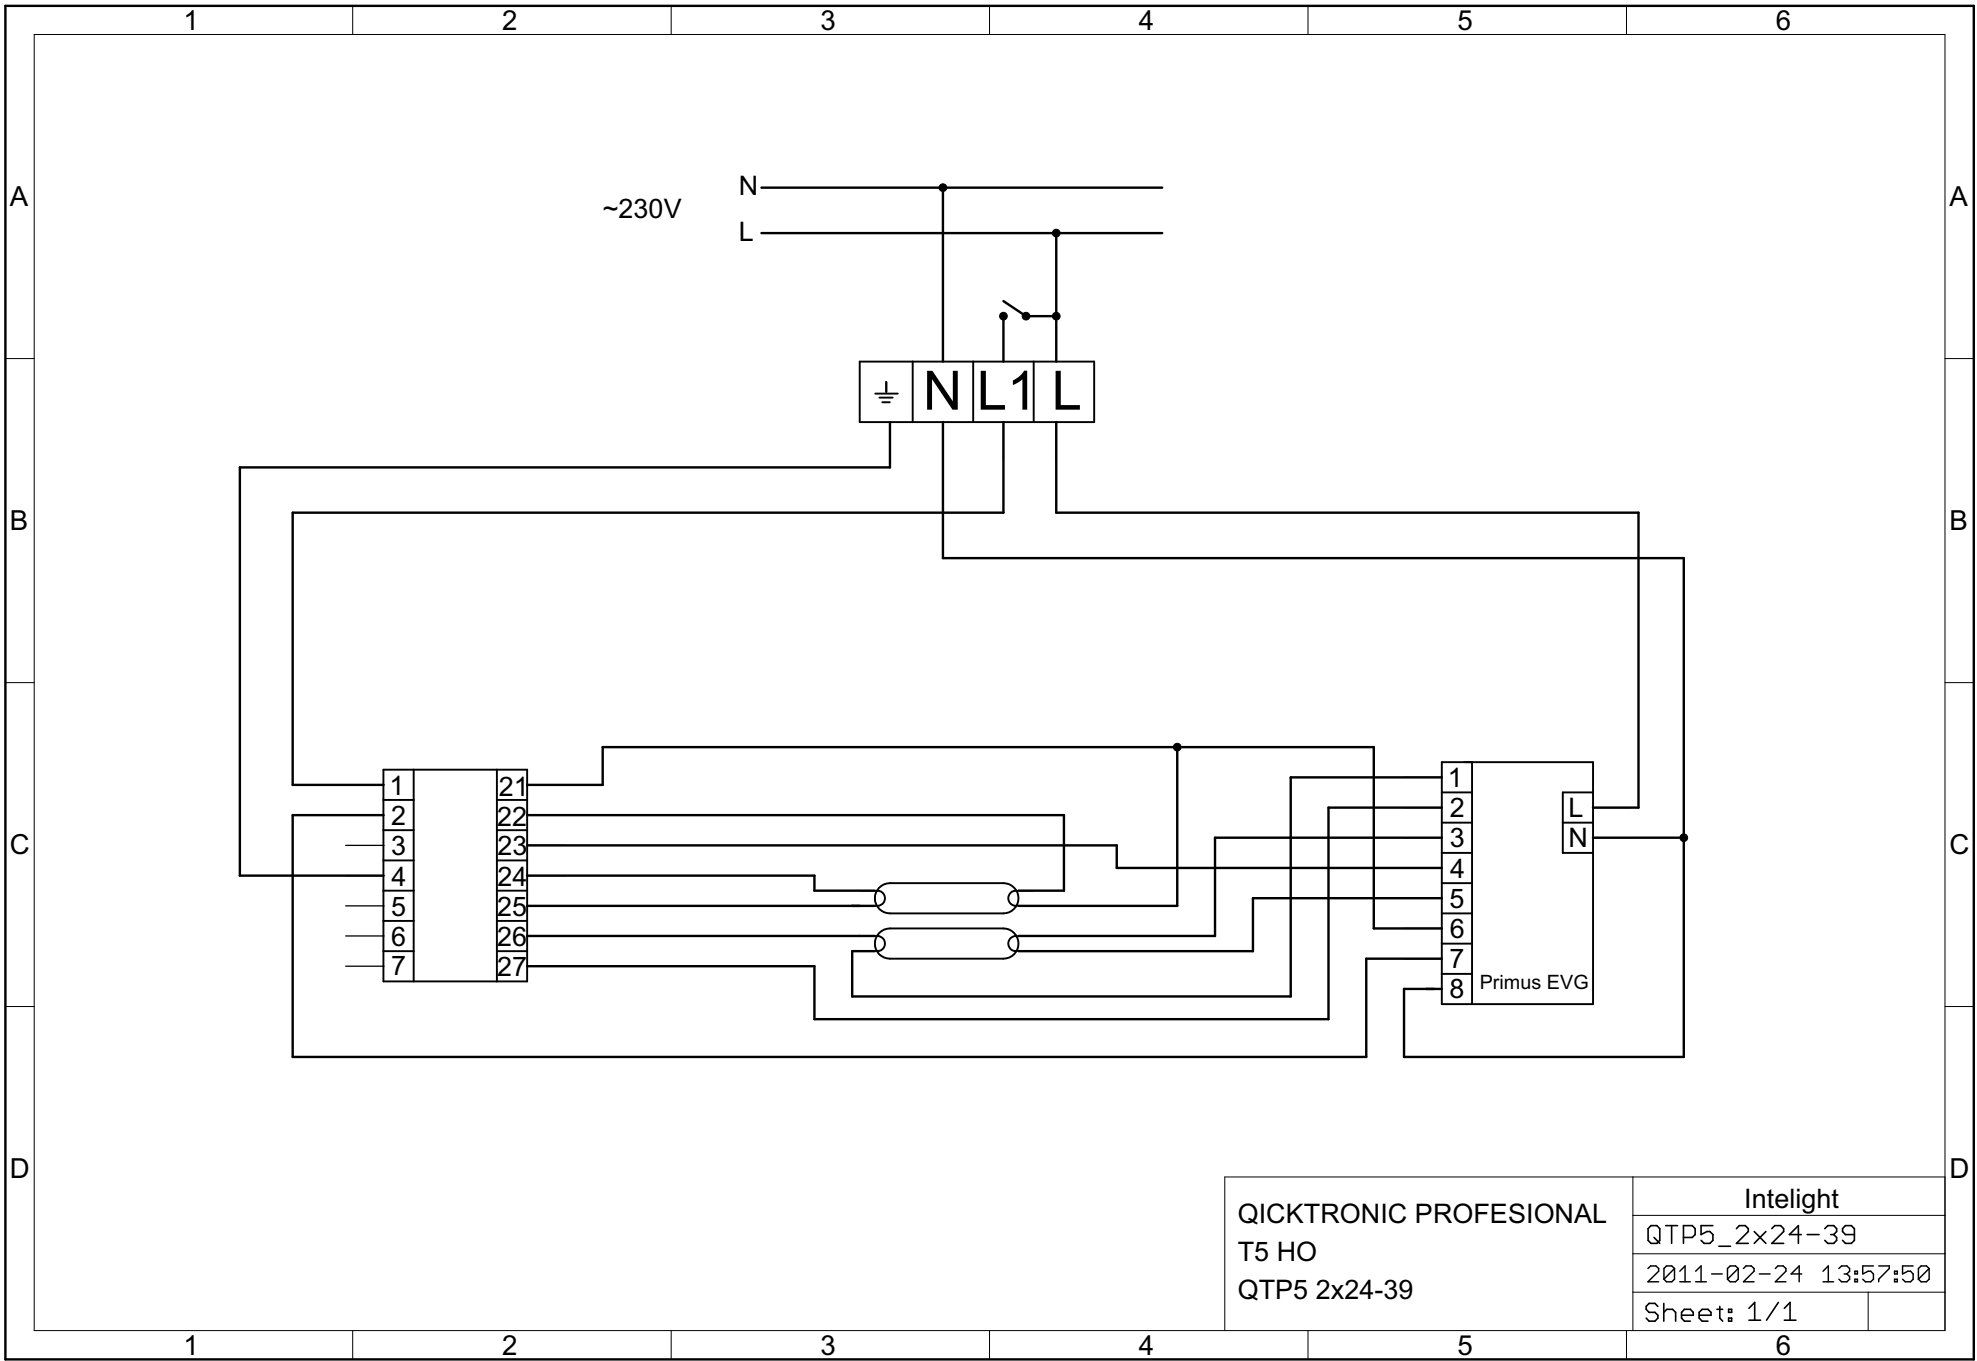 1 2 3 4 5 6
A A
N
~230V
L
N L1 L
B B
C C
1 21
2 22
3 23
4 24
5 25
6 26
7 27
1
2
3
4
5
6
7
8
L
N
Primus EVG
D D
QICKTRONIC PROFESIONAL
T5 HO
QTP5 2x24-39
Intelight
QTP5_2x24-39
2011-02-24 13:57:50
Sheet: 1/1
1 2 3 4 5 6